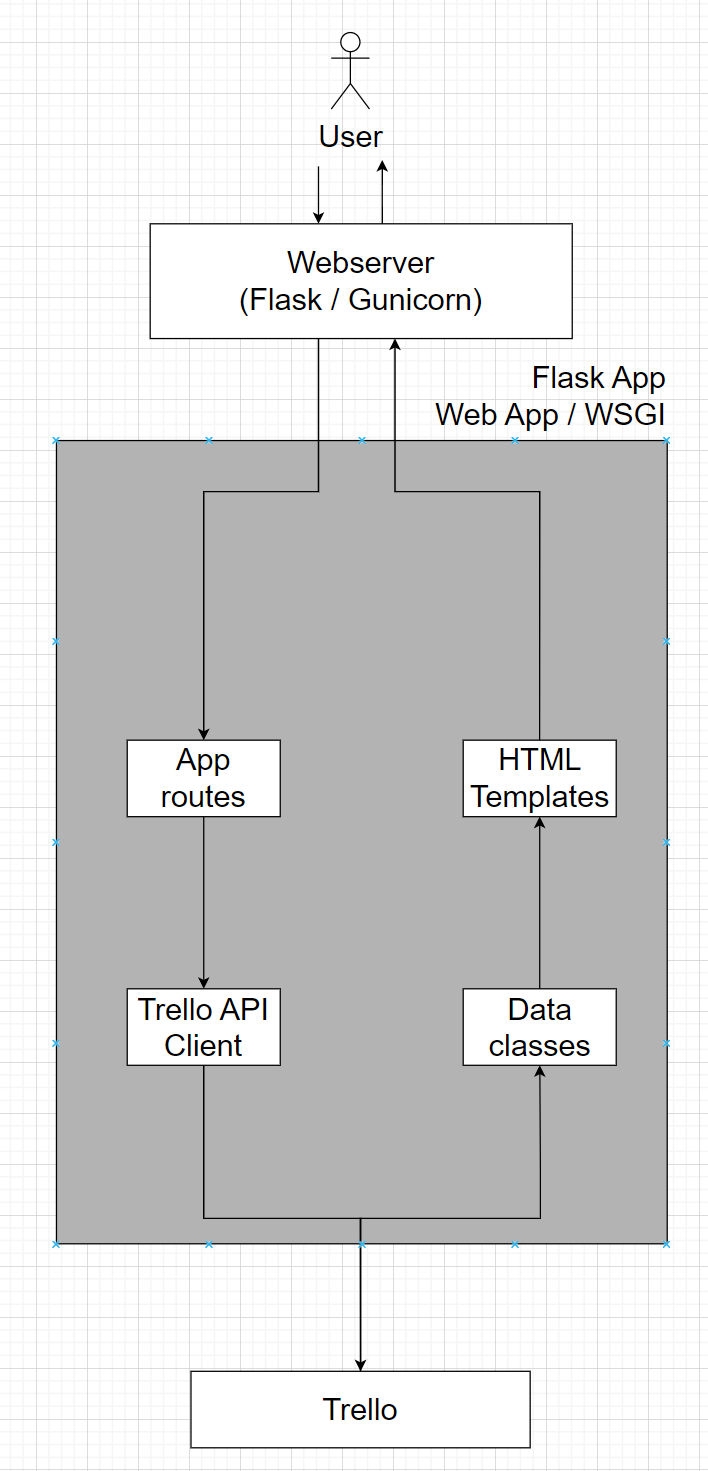 User
Webserver
(Flask / Gunicorn)
Flask App
Web App / WSGI
App
routes
HTML
Templates
Trello API
Client
Data
classes
Trello